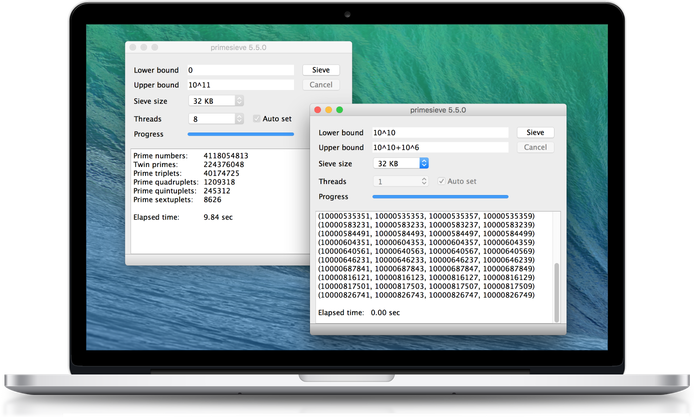 primesieve 5.5.0
Lower bound 0 Sieve
Upper bound 10^11 Cancel
Sieve size 32 KB
Threads 8 Auto set
Progress
Prime numbers: 4118054813
Twin primes: 224376048
Prime triplets: 40174725
Prime quadruplets: 1209318
Prime quintuplets: 245312
Prime sextuplets: 8626
Elapsed time: 9.84 sec
primesieve 5.5.0
Lower bound 10^10 Sieve
Upper bound 10^10+10^6 Cancel
Sieve size 32 KB
Threads 1 Auto set
Progress
(10000535351, 10000535353, 10000535357, 10000535359)
(10000583231, 10000583233, 10000583237, 10000583239)
(10000584491, 10000584493, 10000584497, 10000584499)
(10000604351, 10000604353, 10000604357, 10000604359)
(10000640561, 10000640563, 10000640567, 10000640569)
(10000646231, 10000646233, 10000646237, 10000646239)
(10000687841, 10000687843, 10000687847, 10000687849)
(10000816121, 10000816123, 10000816127, 10000816129)
(10000817501, 10000817503, 10000817507, 10000817509)
(10000826741, 10000826743, 10000826747, 10000826749)
Elapsed time: 0.00 sec